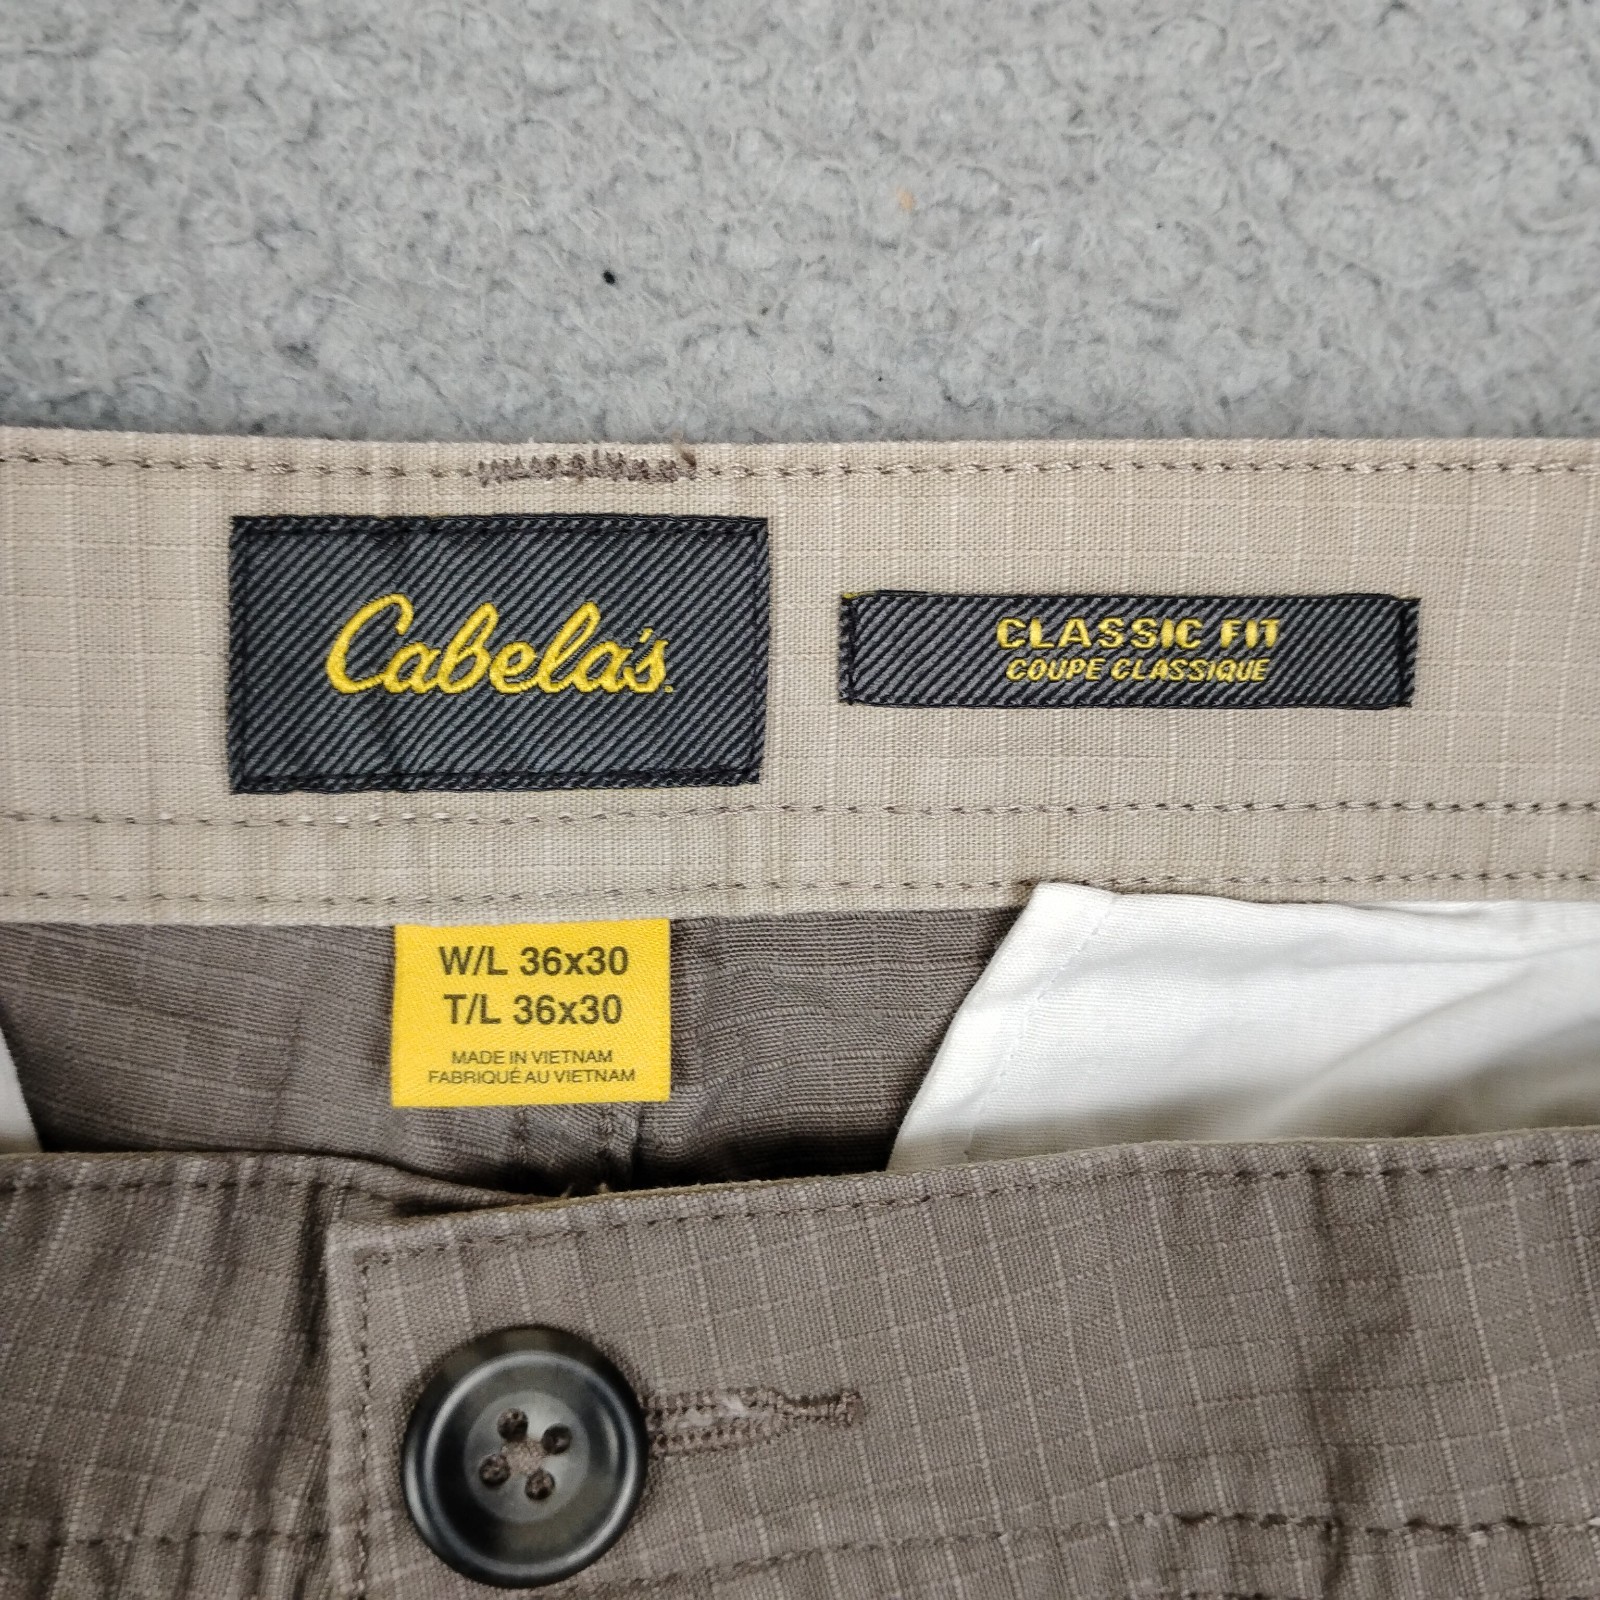 Cabela's.
CLASSIC FIT
COUPE CLASSIQUE
W/L 36x30
T/L 36x30
MADE IN VIETNAM
FABRIQUÉ AU VIETNAM